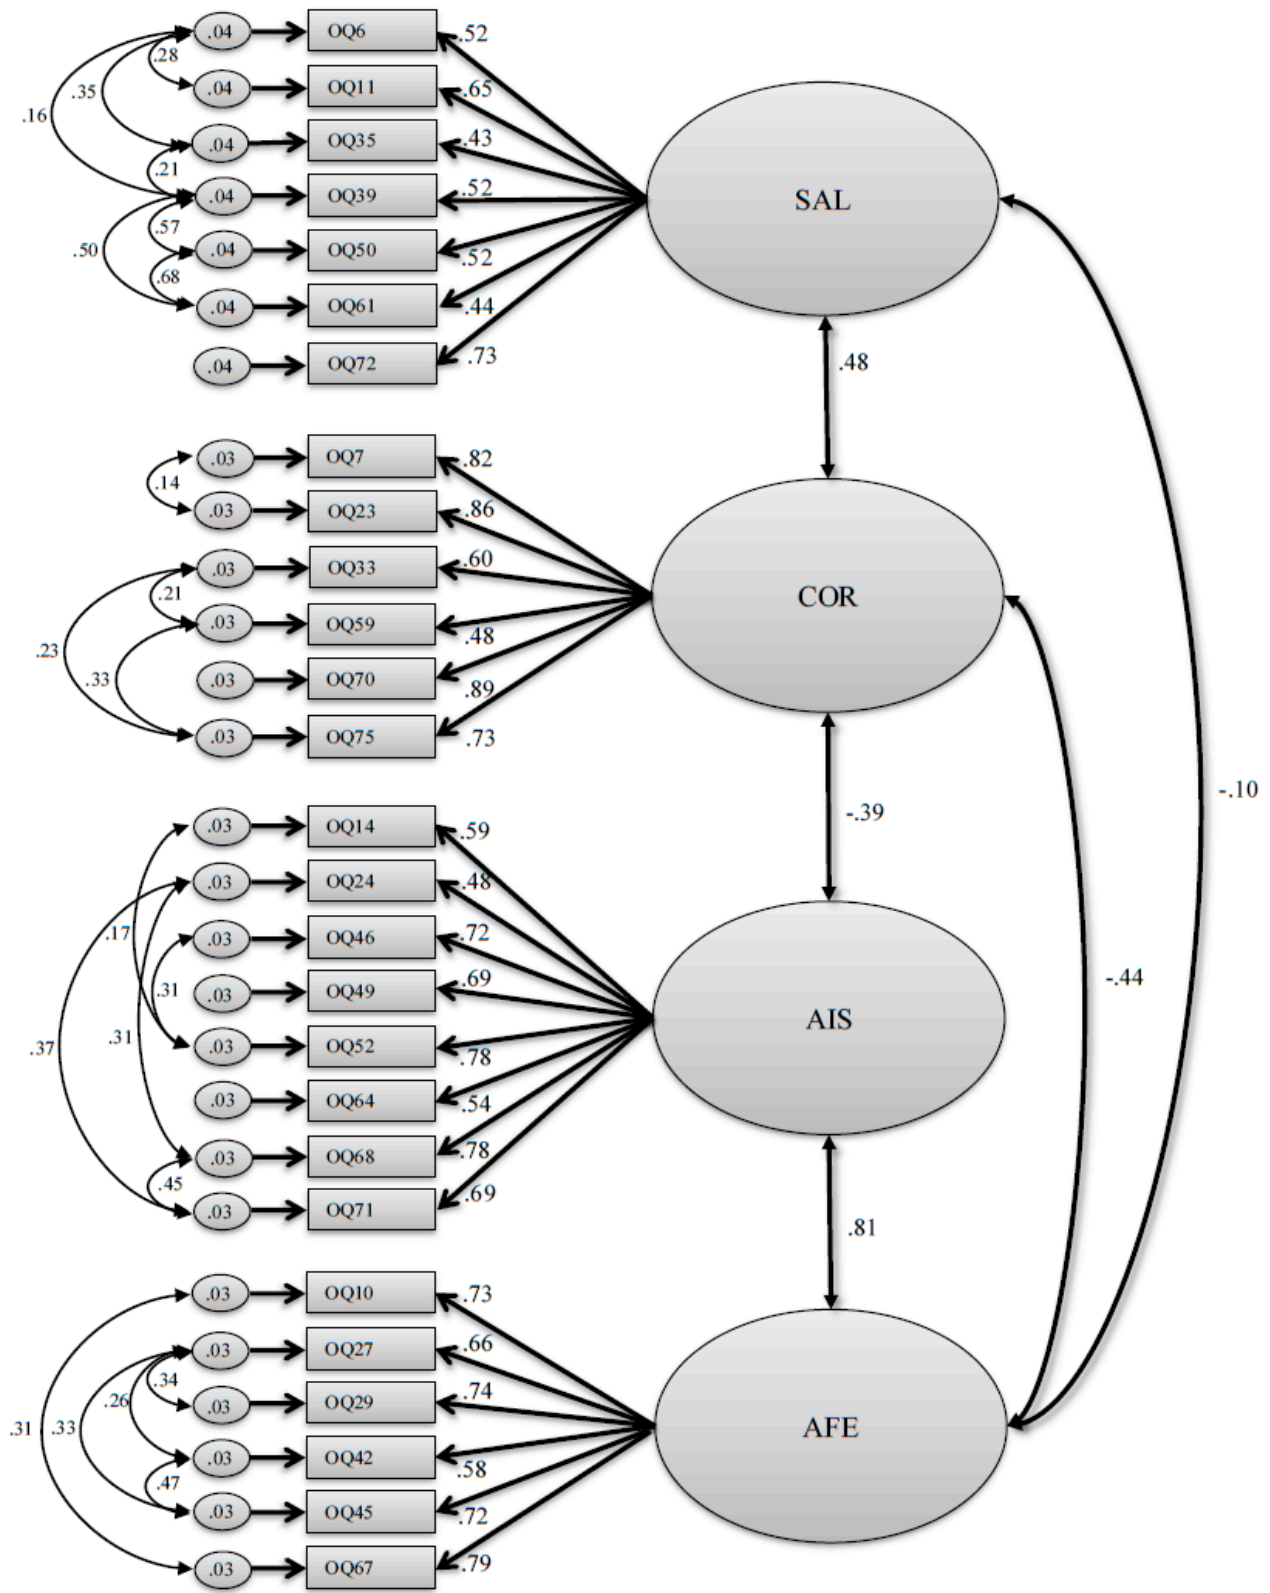 .04 OQ6 .52
.28
.04 OQ11 .65
.35
.16
.04 OQ35 .43
.21
.04 OQ39 .52
SAL
.57
.50
.04 OQ50 .52
.68
.04 OQ61 .44
.04 OQ72 .73
.48
.03 OQ7 .82
.14
.03 OQ23 .86
.03 OQ33 .60
.21
COR
.03 OQ59 .48
.23
.33
.03 OQ70 .89
.03 OQ75 .73
-.10
-.39
.03 OQ14 .59
.03 OQ24 .48
.17
.03 OQ46 .72
-.44
.31
.03 OQ49 .69
AIS
.37
.31
.03 OQ52 .78
.03 OQ64 .54
.03 OQ68 .78
.45
.03 OQ71 .69
.81
.03 OQ10 .73
.03 OQ27 .66
.34
.26
.03 OQ29 .74
.31
.33
AFE
.03 OQ42 .58
.47
.03 OQ45 .72
.03 OQ67 .79